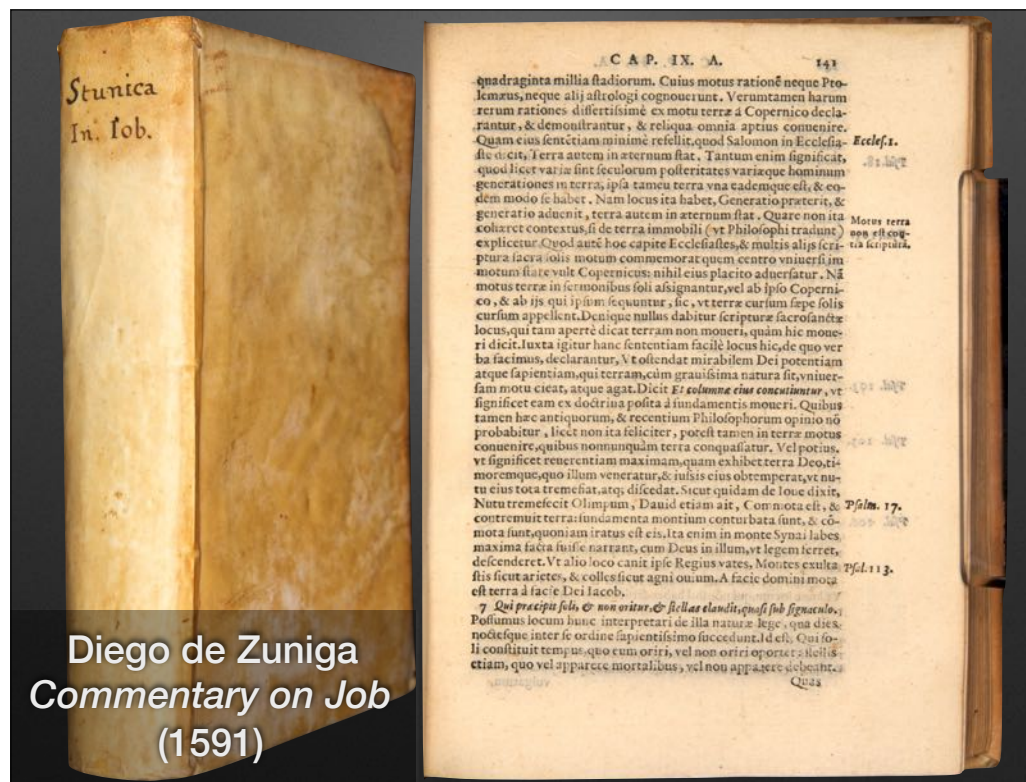 Stunica
In. Iob.
Diego de Zuniga
Commentary on Job
(1591)
CAP. IX. A. 141
quadraginta millia ſtadiorum. Cuius motus rationē neque Pto-
lemæus, neque alij aſtrologi cognouerunt. Verumtamen harum
rerum rationes diſſertiſsimè ex motu terræ á Copernico decla-
rantur, & demonſtrantur, & reliqua omnia aptius conuenire.
Quam eius ſentētiam minimè refellit, quod Salomon in Eccleſia-
ſte dicit, Terra autem in æternum ſtat. Tantum enim ſignificat,
quod licet variæ ſint ſeculorum poſteritates variæque hominum
generationes in terra, ipſa tameu terra vna eademque eſt, & eo-
dem modo ſe habet. Nam locus ita habet, Generatio præterit, &
generatio aduenit, terra autem in æternum ſtat. Quare non ita
cohæret contextus, ſi de terra immobili (vt Philoſophi tradunt)
explicetur. Quod autē hoc capite Eccleſiaſtes, & multis alijs ſcri-
ptura ſacra ſolis motum commemorat quem centro vniuerſi im
motum ſtare vult Copernicus: nihil eius placito aduerſatur. Nā
motus terræ in ſermonibus ſoli aſsignantur, vel ab ipſo Coperni-
co, & ab ijs qui ipſum ſequuntur, ſic, vt terræ curſum ſæpe ſolis
curſum appellent. Denique nullus dabitur ſcripturæ ſacroſanctæ
locus, qui tam apertè dicat terram non moueri, quàm hic moue-
ri dicit. Iuxta igitur hanc ſententiam facilè locus hic, de quo ver
ba facimus, declarantur, Vt oſtendat mirabilem Dei potentiam
atque ſapientiam, qui terram, cùm grauiſsima natura ſit, vniuer-
ſam motu cieat, atque agat. Dicit Et columnæ eius concutiuntur, vt
ſignificet eam ex doctrina poſita á fundamentis moueri. Quibus
tamen hæc antiquorum, & recentium Philoſophorum opinio nō
probabitur, licet non ita feliciter, poteſt tamen in terræ motus
conuenire, quibus nonnunquàm terra conquaſſatur. Vel potius,
vt ſignificet reuerentiam maximam, quam exhibet terra Deo, ti-
moremque, quo illum veneratur, & iuſsis eius obtemperat, vt nu-
tu eius tota tremefiat, atq; diſcedat. Sicut quidam de Ioue dixit,
Nutu tremefecit Olimpum, Dauid etiam ait, Commota eſt, &
contremuit terra: fundamenta montium conturbata ſunt, & cō-
mota ſunt, quoniam iratus eſt eis. Ita enim in monte Synai labes
maxima facta fuiſſe narrant, cum Deus in illum, vt legem ferret,
deſcenderet. Vt alio loco canit ipſe Regius vates, Montes exulta
ſtis ſicut arietes, & colles ſicut agni ouium. A facie domini mota
eſt terra á facie Dei Iacob.
7 Qui præcipit ſoli, & non oritur. & ſtellas claudit, quaſi ſub ſignaculo.
Poſſumus locum hunc interpretari de illa naturæ lege, qua dies
nocteſque inter ſe ordine ſapientiſsimo ſuccedunt. Id eſt, Qui ſo-
li conſtituit tempus, quo eum oriri, vel non oriri oportet: ſtellis
etiam, quo vel apparere mortalibus, vel non apparere debeant.
Quas
Eccleſ. 1.
Motus terra
non eſt con-
tra ſcripturā.
Pſalm. 17.
Pſal. 113.